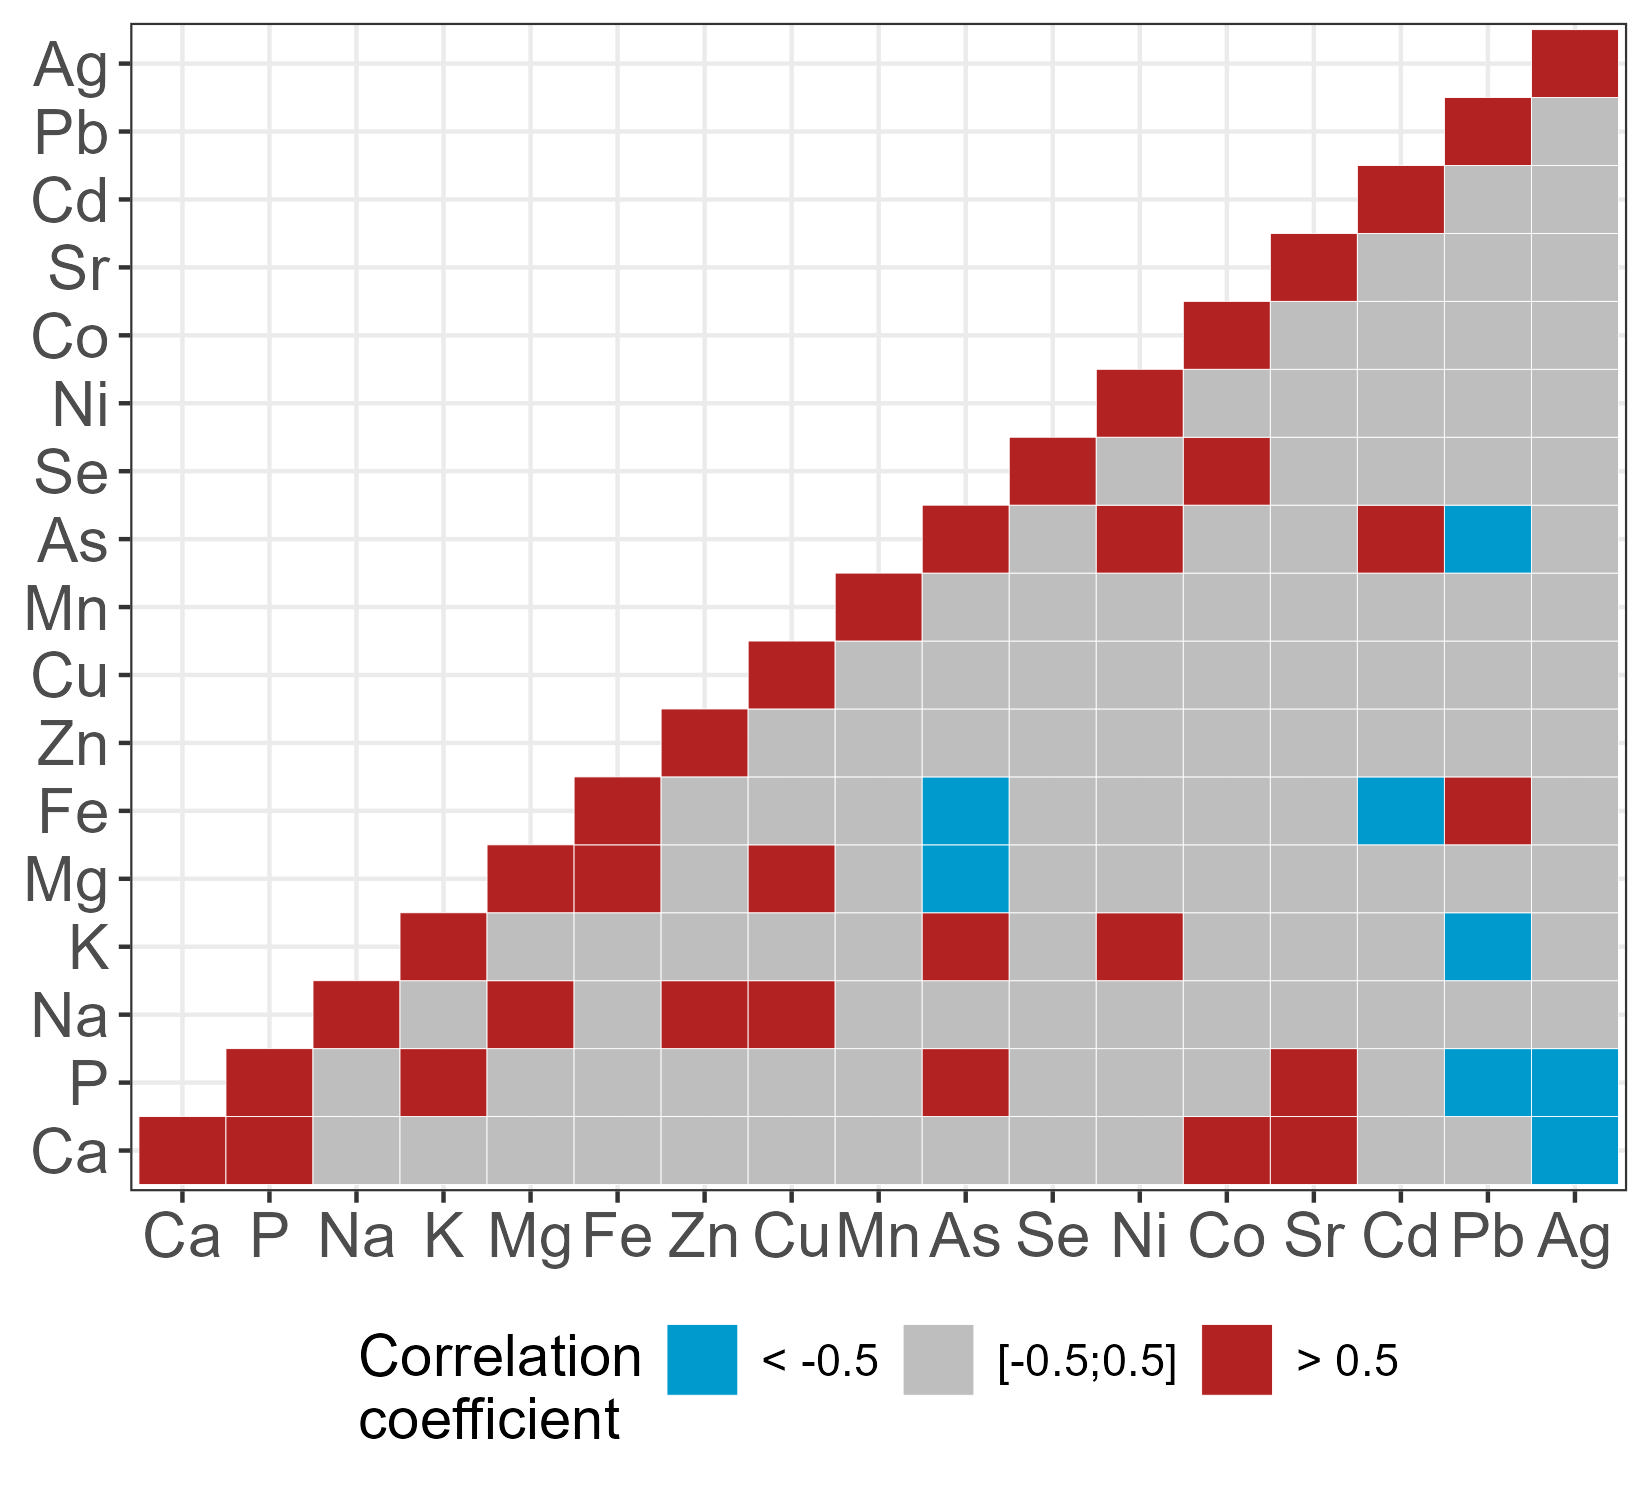 Ag
Pb
Cd
Sr
Co
Ni
Se
As
Mn
Cu
Zn
Fe
Mg
K
Na
P
Ca
Ca P Na K Mg Fe Zn Cu Mn As Se Ni Co Sr Cd Pb Ag
Correlation
coefficient
< -0.5 [-0.5;0.5] > 0.5